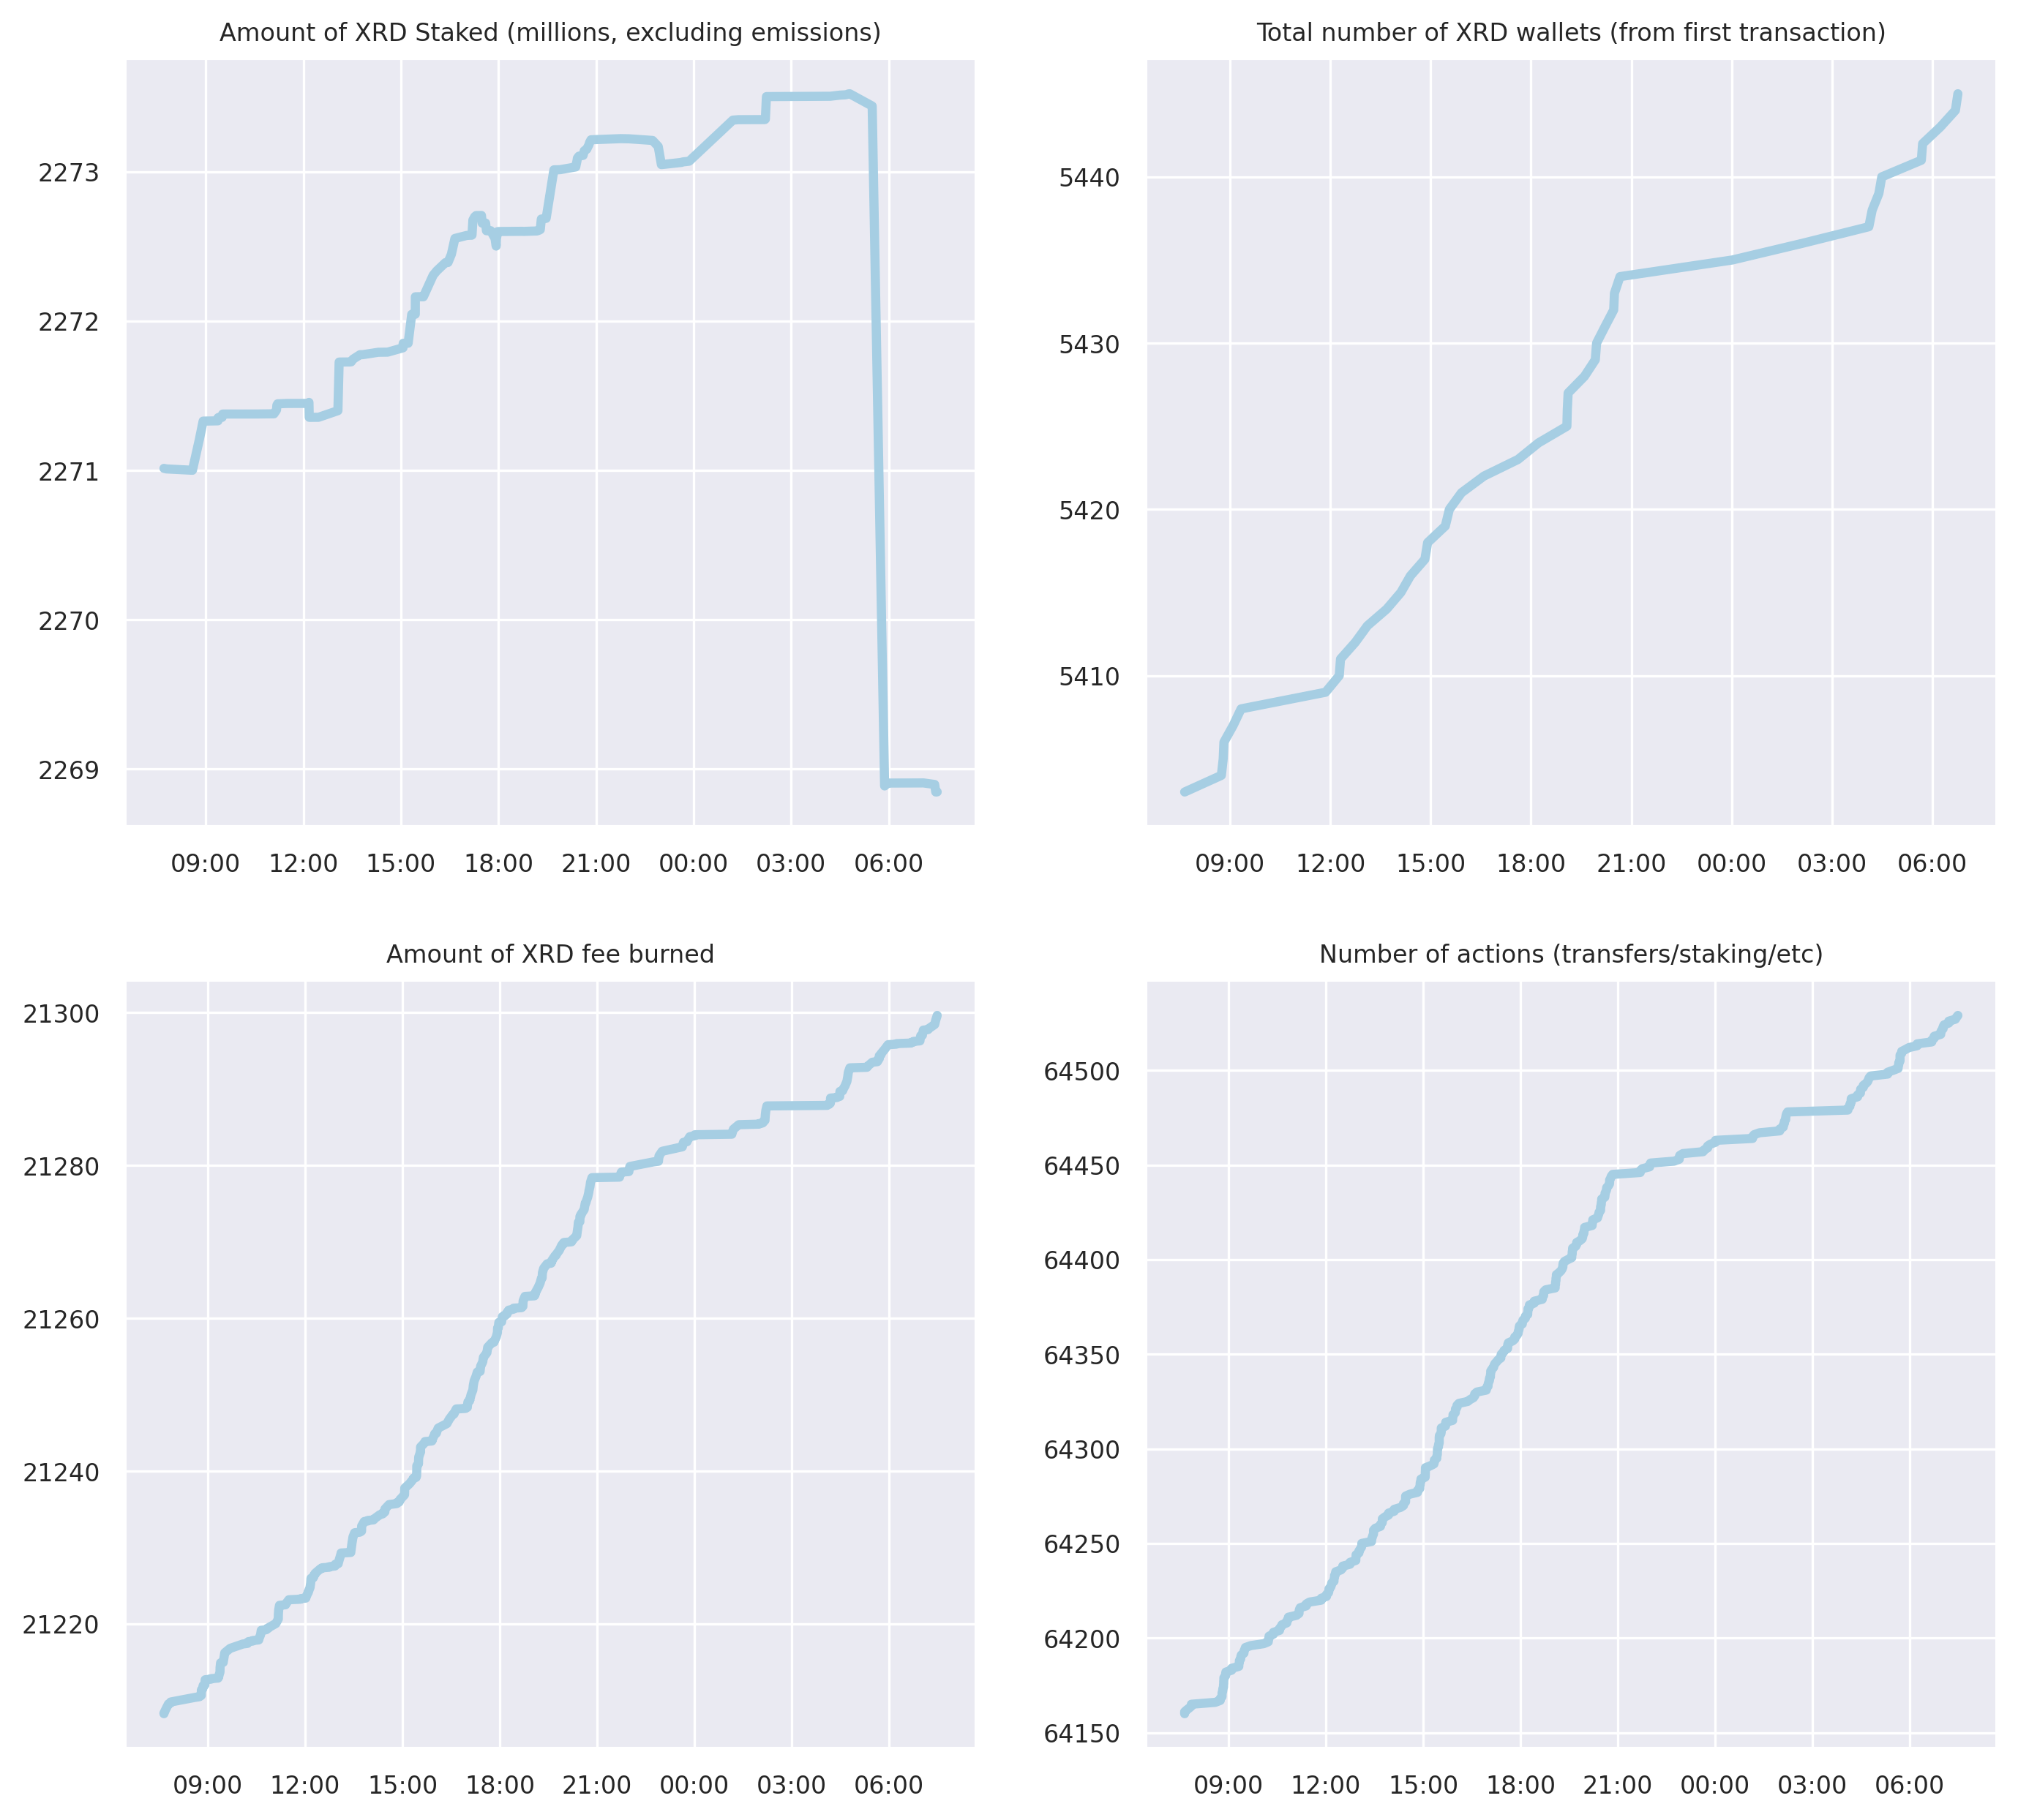 Amount of XRD Staked (millions, excluding emissions)
2273
2272
2271
2270
2269
09:00 12:00 15:00 18:00 21:00 00:00 03:00 06:00
Total number of XRD wallets (from first transaction)
5440
5430
5420
5410
09:00 12:00 15:00 18:00 21:00 00:00 03:00 06:00
Amount of XRD fee burned
21300
21280
21260
21240
21220
09:00 12:00 15:00 18:00 21:00 00:00 03:00 06:00
Number of actions (transfers/staking/etc)
64500
64450
64400
64350
64300
64250
64200
64150
09:00 12:00 15:00 18:00 21:00 00:00 03:00 06:00